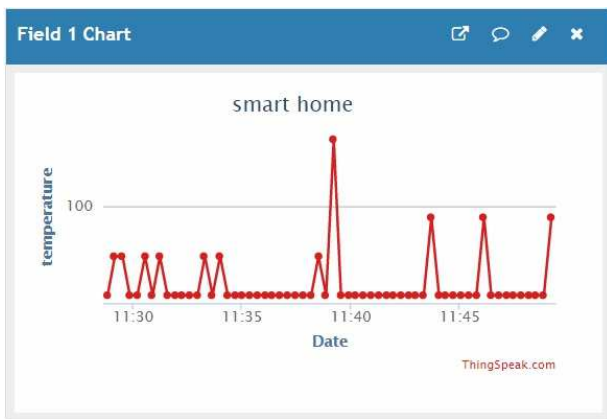 Field 1 Chart
smart home
temperature
100
11:30 11:35 11:40 11:45
Date
ThingSpeak.com